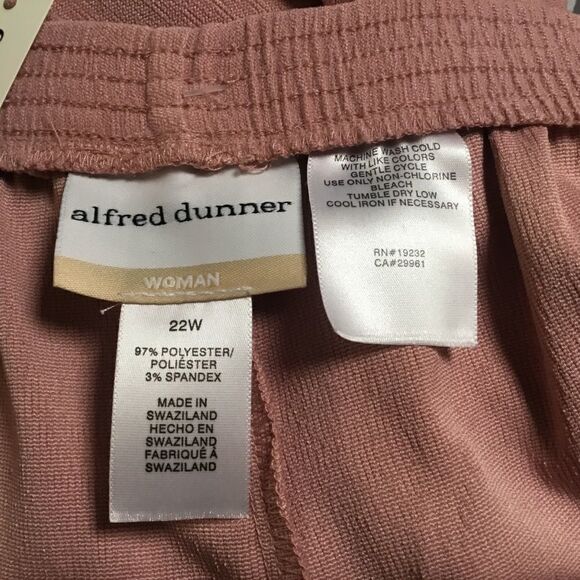 alfred dunner
WOMAN
22W
97% POLYESTER/
POLIÉSTER
3% SPANDEX
MADE IN
SWAZILAND
HECHO EN
SWAZILAND
FABRIQUÉ À
SWAZILAND
MACHINE WASH COLD
WITH LIKE COLORS
GENTLE CYCLE
USE ONLY NON-CHLORINE
BLEACH
TUMBLE DRY LOW
COOL IRON IF NECESSARY
RN#19232
CA#29961